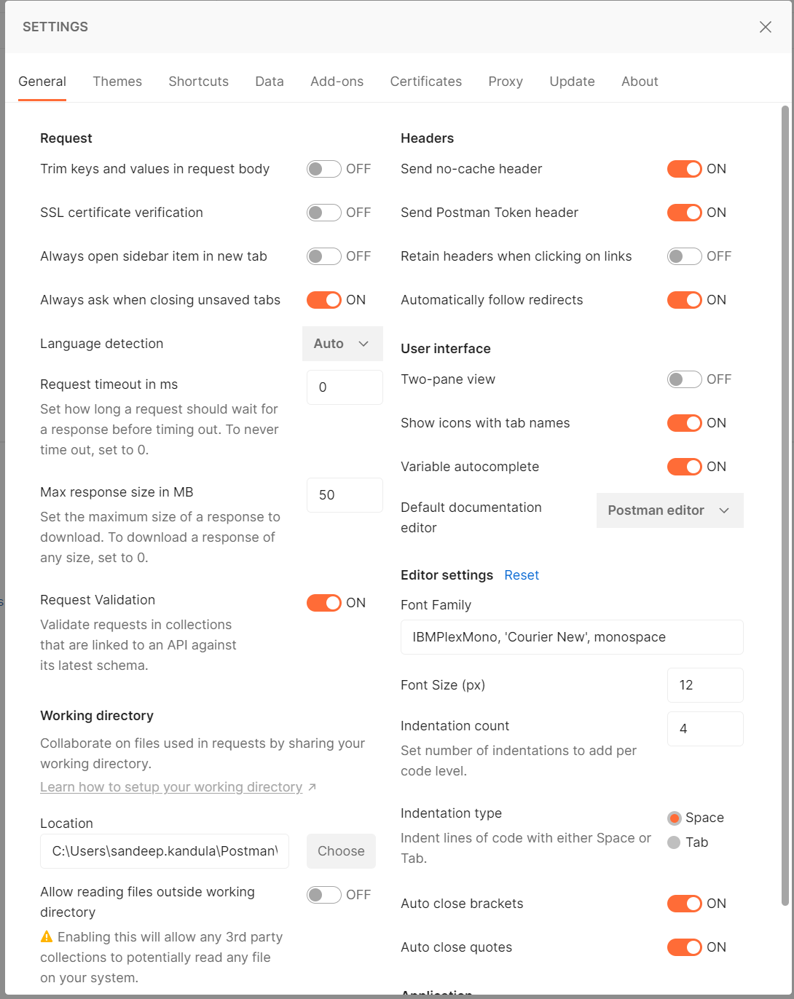 SETTINGS
General Themes Shortcuts Data Add-ons Certificates Proxy Update About
Request
Trim keys and values in request body OFF
SSL certificate verification OFF
Always open sidebar item in new tab OFF
Always ask when closing unsaved tabs ON
Language detection Auto
Request timeout in ms 0
Set how long a request should wait for
a response before timing out. To never
time out, set to 0.
Max response size in MB 50
Set the maximum size of a response to
download. To download a response of
any size, set to 0.
Request Validation ON
Validate requests in collections
that are linked to an API against
its latest schema.
Working directory
Collaborate on files used in requests by sharing your
working directory.
Learn how to setup your working directory ↗
Location
C:\Users\sandeep.kandula\Postman\ Choose
Allow reading files outside working
directory OFF
Enabling this will allow any 3rd party
collections to potentially read any file
on your system.
Headers
Send no-cache header ON
Send Postman Token header ON
Retain headers when clicking on links OFF
Automatically follow redirects ON
User interface
Two-pane view OFF
Show icons with tab names ON
Variable autocomplete ON
Default documentation
editor Postman editor
Editor settings Reset
Font Family
IBMPlexMono, 'Courier New', monospace
Font Size (px) 12
Indentation count 4
Set number of indentations to add per
code level.
Indentation type Space
Indent lines of code with either Space or
Tab. Tab
Auto close brackets ON
Auto close quotes ON
Application